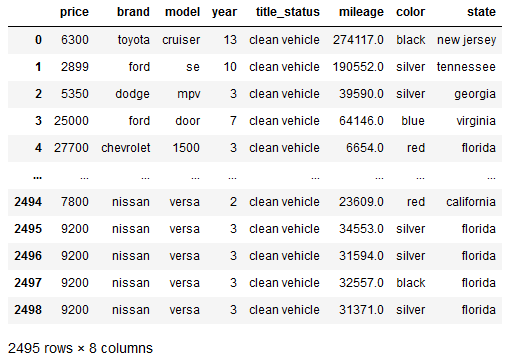 price brand model year title_status mileage color state
0 6300 toyota cruiser 13 clean vehicle 274117.0 black new jersey
1 2899 ford se 10 clean vehicle 190552.0 silver tennessee
2 5350 dodge mpv 3 clean vehicle 39590.0 silver georgia
3 25000 ford door 7 clean vehicle 64146.0 blue virginia
4 27700 chevrolet 1500 3 clean vehicle 6654.0 red florida
... ... ... ... ... ... ... ... ...
2494 7800 nissan versa 2 clean vehicle 23609.0 red california
2495 9200 nissan versa 3 clean vehicle 34553.0 silver florida
2496 9200 nissan versa 3 clean vehicle 31594.0 silver florida
2497 9200 nissan versa 3 clean vehicle 32557.0 black florida
2498 9200 nissan versa 3 clean vehicle 31371.0 silver florida
2495 rows × 8 columns